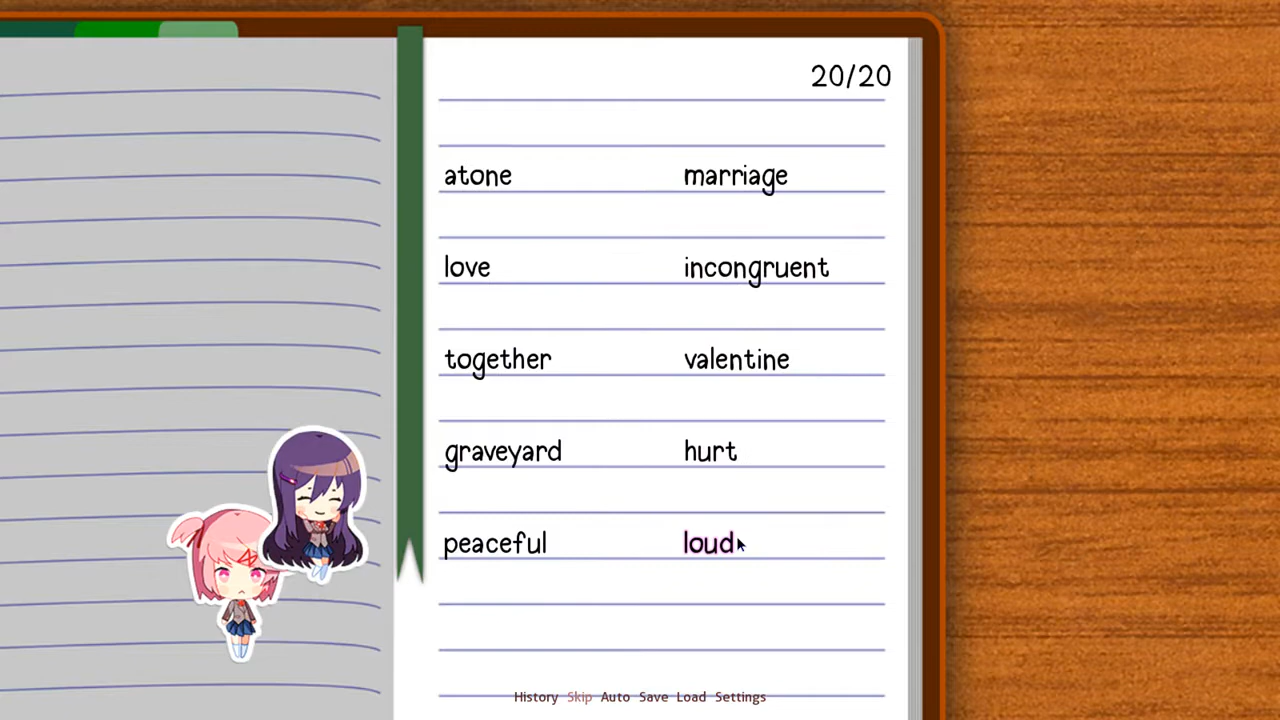 20/20
atone marriage
love incongruent
together valentine
graveyard hurt
peaceful loud
History Skip Auto Save Load Settings